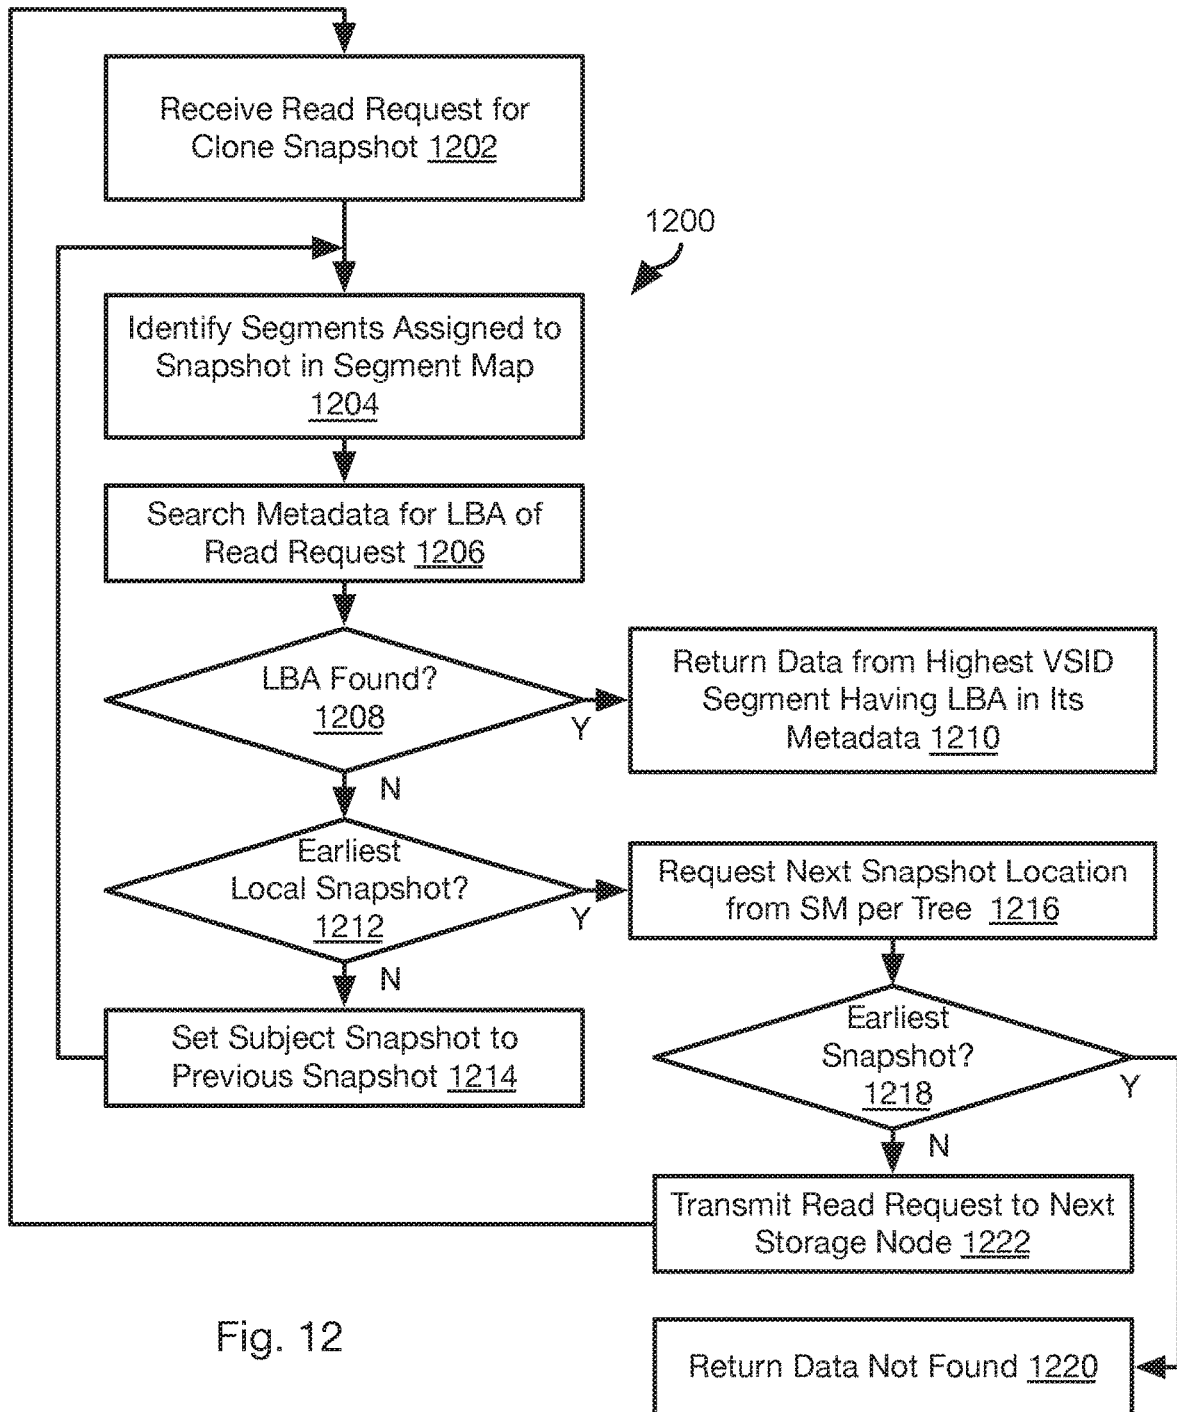 Receive Read Request for
Clone Snapshot 1202
1200
Identify Segments Assigned to
Snapshot in Segment Map
1204
Search Metadata for LBA of
Read Request 1206
LBA Found?
1208
Y
N
Return Data from Highest VSID
Segment Having LBA in Its
Metadata 1210
Earliest
Local Snapshot?
1212
Y
N
Request Next Snapshot Location
from SM per Tree 1216
Set Subject Snapshot to
Previous Snapshot 1214
Earliest
Snapshot?
1218
Y
N
Transmit Read Request to Next
Storage Node 1222
Return Data Not Found 1220
Fig. 12